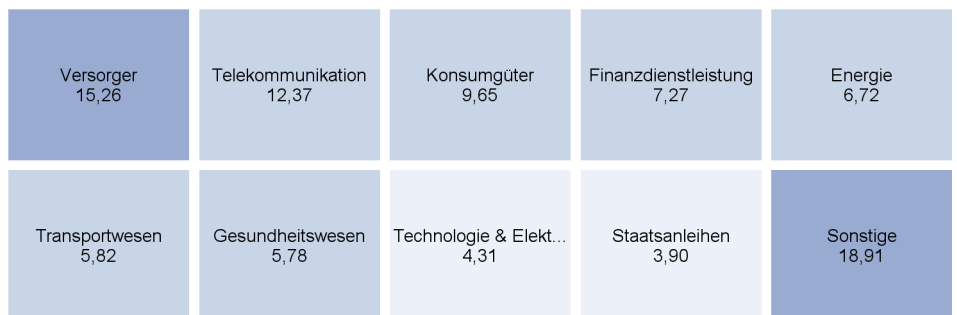 Versorger
15,26
Telekommunikation
12,37
Konsumgüter
9,65
Finanzdienstleistung
7,27
Energie
6,72
Transportwesen
5,82
Gesundheitswesen
5,78
Technologie & Elekt...
4,31
Staatsanleihen
3,90
Sonstige
18,91